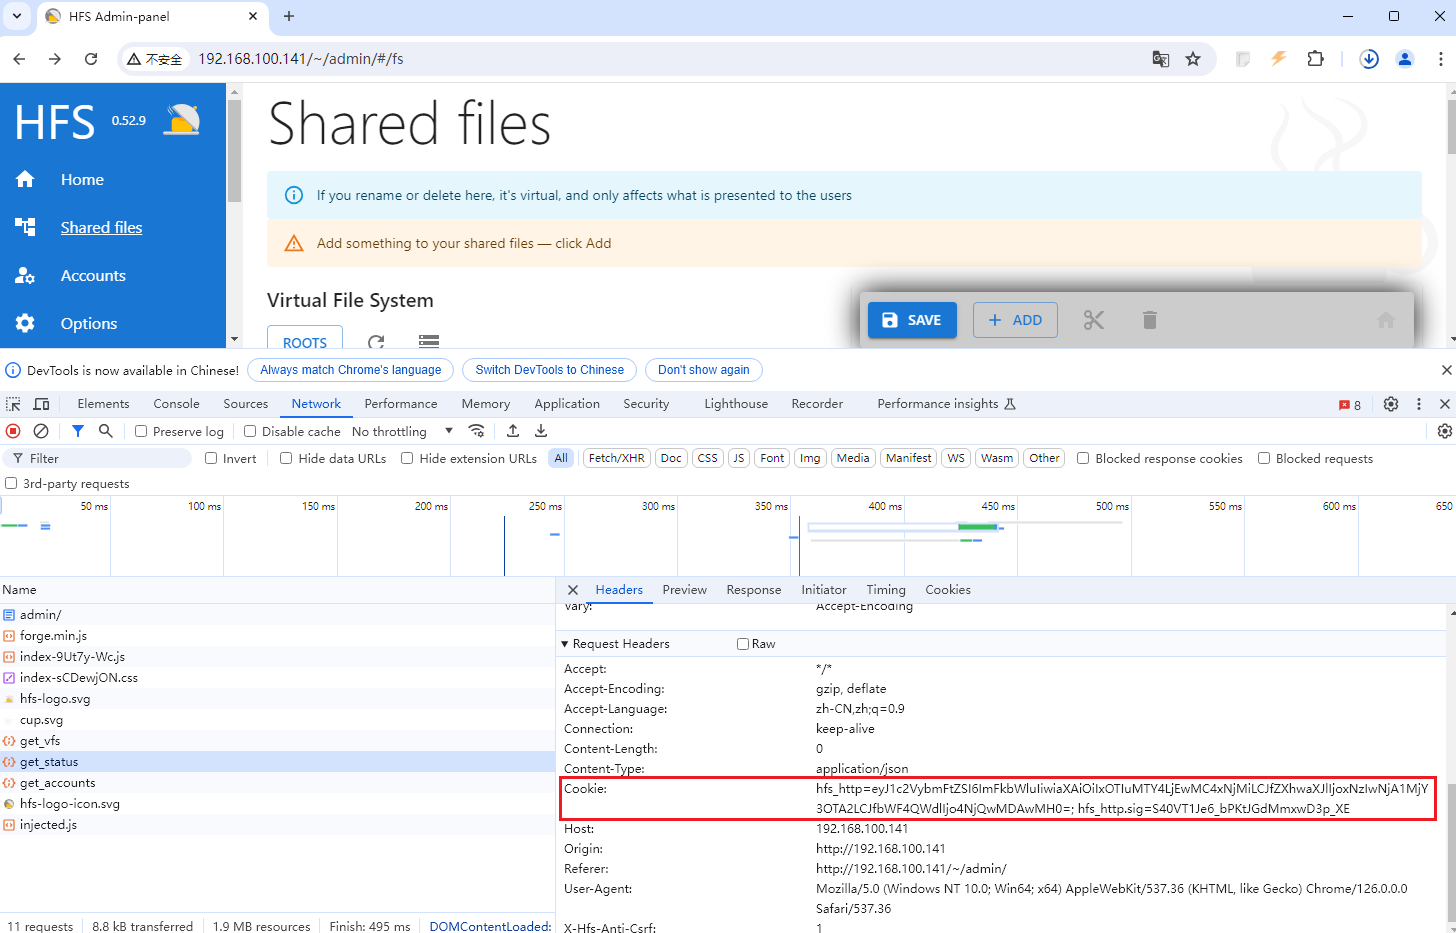 HFS Admin-panel
不安全
192.168.100.141/~/admin/#/fs
HFS 0.52.9
Home
Shared files
Accounts
Options
Shared files
If you rename or delete here, it's virtual, and only affects what is presented to the users
Add something to your shared files — click Add
Virtual File System
ROOTS
SAVE
ADD
DevTools is now available in Chinese!
Always match Chrome's language
Switch DevTools to Chinese
Don't show again
Elements Console Sources Network Performance Memory Application Security Lighthouse Recorder Performance insights 8
Preserve log Disable cache No throttling
Filter Invert Hide data URLs Hide extension URLs All Fetch/XHR Doc CSS JS Font Img Media Manifest WS Wasm Other Blocked response cookies Blocked requests
3rd-party requests
50 ms 100 ms 150 ms 200 ms 250 ms 300 ms 350 ms 400 ms 450 ms 500 ms 550 ms 600 ms 650
Name
admin/
forge.min.js
index-9Ut7y-Wc.js
index-sCDewjON.css
hfs-logo.svg
cup.svg
get_vfs
get_status
get_accounts
hfs-logo-icon.svg
injected.js
11 requests 8.8 kB transferred 1.9 MB resources Finish: 495 ms DOMContentLoaded:
Headers Preview Response Initiator Timing Cookies
Vary: Accept-Encoding
Request Headers Raw
Accept: */*
Accept-Encoding: gzip, deflate
Accept-Language: zh-CN,zh;q=0.9
Connection: keep-alive
Content-Length: 0
Content-Type: application/json
Cookie: hfs_http=eyJ1c2VybmFtZSI6ImFkbWluIiwiaXAiOiIxOTIuMTY4LjEwMC4xNjMiLCJfZXhwaXJlIjoxNzIwNjA1MjY
3OTA2LCJfbWF4QWdlIjo4NjQwMDAwMH0=; hfs_http.sig=S40VT1Je6_bPKtJGdMmxwD3p_XE
Host: 192.168.100.141
Origin: http://192.168.100.141
Referer: http://192.168.100.141/~/admin/
User-Agent: Mozilla/5.0 (Windows NT 10.0; Win64; x64) AppleWebKit/537.36 (KHTML, like Gecko) Chrome/126.0.0.0
Safari/537.36
X-Hfs-Anti-Csrf: 1